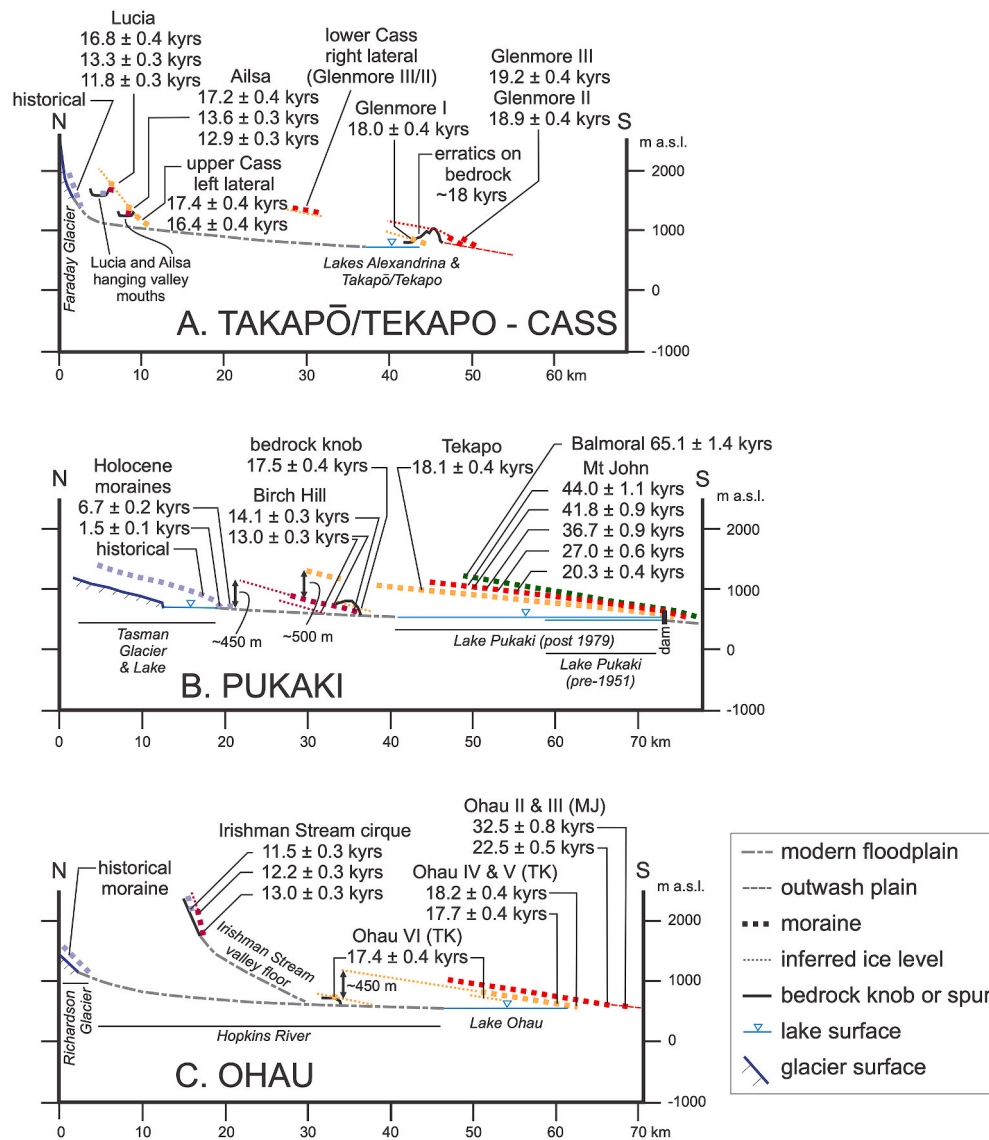 Lucia
16.8 ± 0.4 kyrs
13.3 ± 0.3 kyrs
11.8 ± 0.3 kyrs
historical
Ailsa
17.2 ± 0.4 kyrs
13.6 ± 0.3 kyrs
12.9 ± 0.3 kyrs
upper Cass
left lateral
17.4 ± 0.4 kyrs
16.4 ± 0.4 kyrs
lower Cass
right lateral
(Glenmore III/II)
Glenmore I
18.0 ± 0.4 kyrs
erratics on
bedrock
~18 kyrs
Glenmore III
19.2 ± 0.4 kyrs
Glenmore II
18.9 ± 0.4 kyrs
N
S
m a.s.l.
2000
1000
0
-1000
Faraday Glacier
Lucia and Ailsa
hanging valley
mouths
Lakes Alexandrina &
Takapō/Tekapo
A. TAKAPŌ/TEKAPO - CASS
0 10 20 30 40 50 60 km
N
S
m a.s.l.
2000
1000
0
-1000
Holocene
moraines
6.7 ± 0.2 kyrs
1.5 ± 0.1 kyrs
historical
bedrock knob
17.5 ± 0.4 kyrs
Birch Hill
14.1 ± 0.3 kyrs
13.0 ± 0.3 kyrs
Tekapo
18.1 ± 0.4 kyrs
Balmoral 65.1 ± 1.4 kyrs
Mt John
44.0 ± 1.1 kyrs
41.8 ± 0.9 kyrs
36.7 ± 0.9 kyrs
27.0 ± 0.6 kyrs
20.3 ± 0.4 kyrs
~450 m
~500 m
Tasman
Glacier
& Lake
Lake Pukaki (post 1979)
Lake Pukaki
(pre-1951)
dam
B. PUKAKI
0 10 20 30 40 50 60 70 km
N
S
m a.s.l.
2000
1000
0
-1000
historical
moraine
Irishman Stream cirque
11.5 ± 0.3 kyrs
12.2 ± 0.3 kyrs
13.0 ± 0.3 kyrs
Irishman Stream
valley floor
Ohau II & III (MJ)
32.5 ± 0.8 kyrs
22.5 ± 0.5 kyrs
Ohau IV & V (TK)
18.2 ± 0.4 kyrs
17.7 ± 0.4 kyrs
Ohau VI (TK)
17.4 ± 0.4 kyrs
~450 m
Richardson
Glacier
Hopkins River
Lake Ohau
C. OHAU
0 10 20 30 40 50 60 70 km
modern floodplain
outwash plain
moraine
inferred ice level
bedrock knob or spur
lake surface
glacier surface